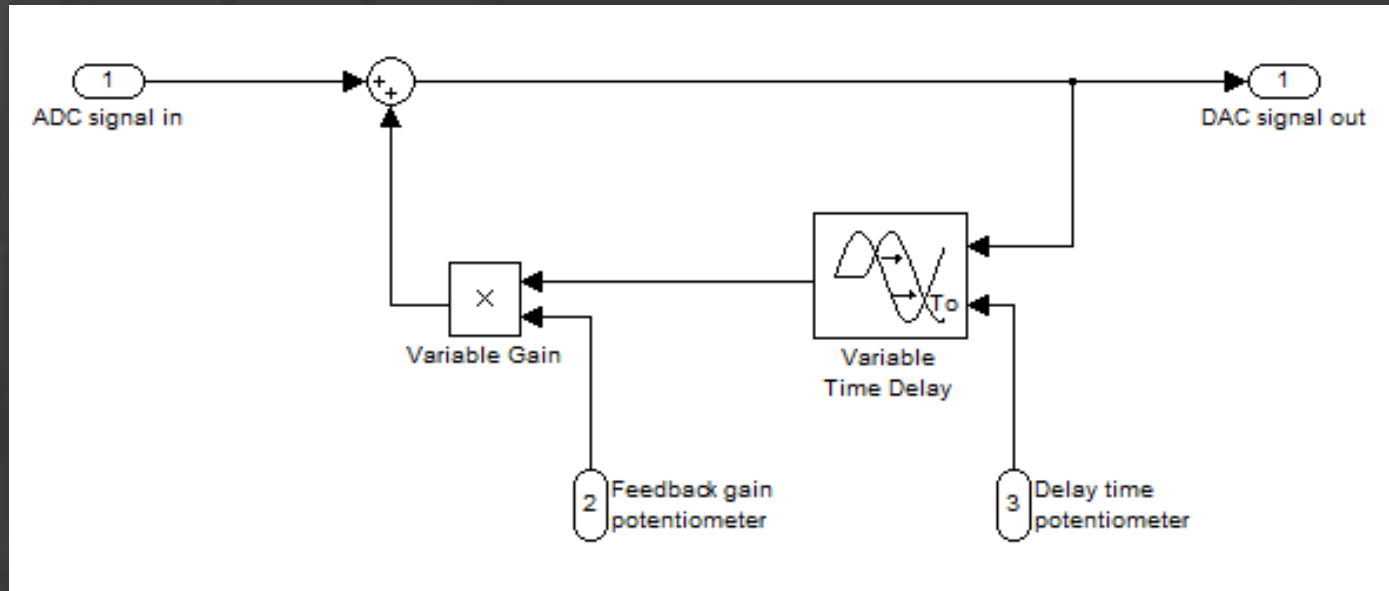 1
ADC signal in
+
+
1
DAC signal out
To
×
Variable Gain
Variable
Time Delay
2
Feedback gain
potentiometer
3
Delay time
potentiometer